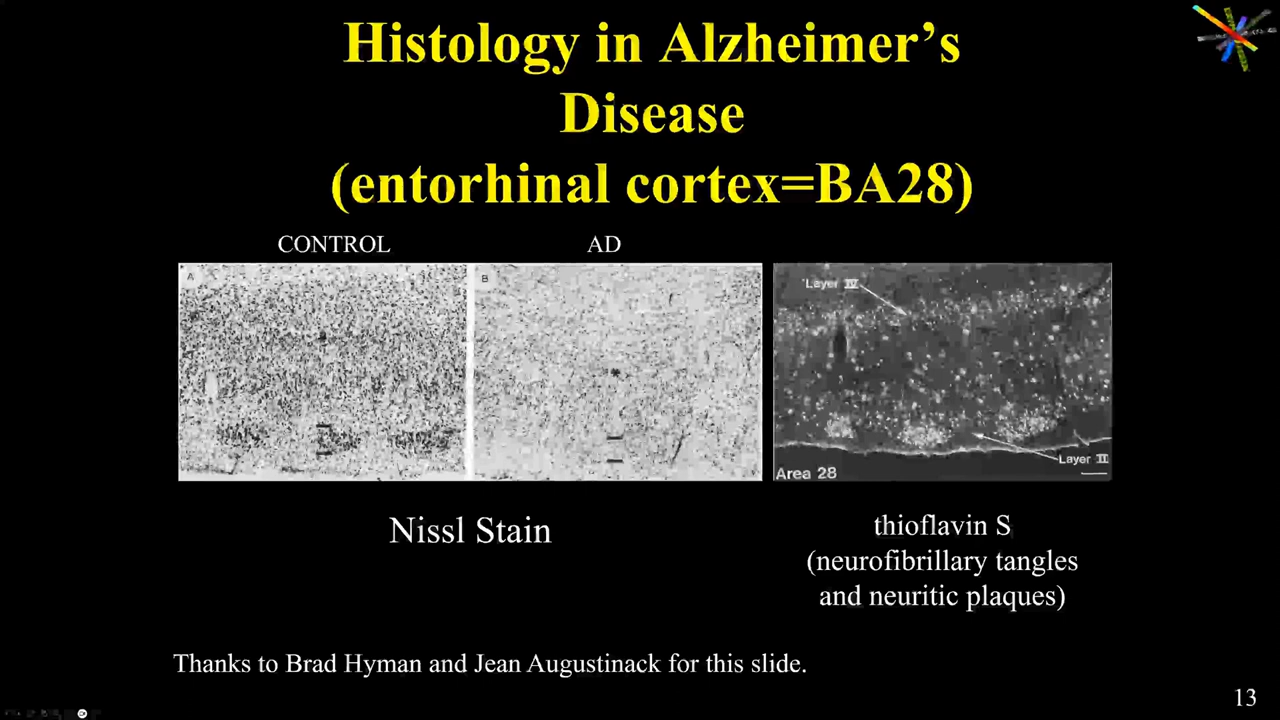 Histology in Alzheimer’s
Disease
(entorhinal cortex=BA28)
CONTROL
AD
A
B
Layer IV
Layer II
Area 28
Nissl Stain
thioflavin S
(neurofibrillary tangles
and neuritic plaques)
Thanks to Brad Hyman and Jean Augustinack for this slide.
13